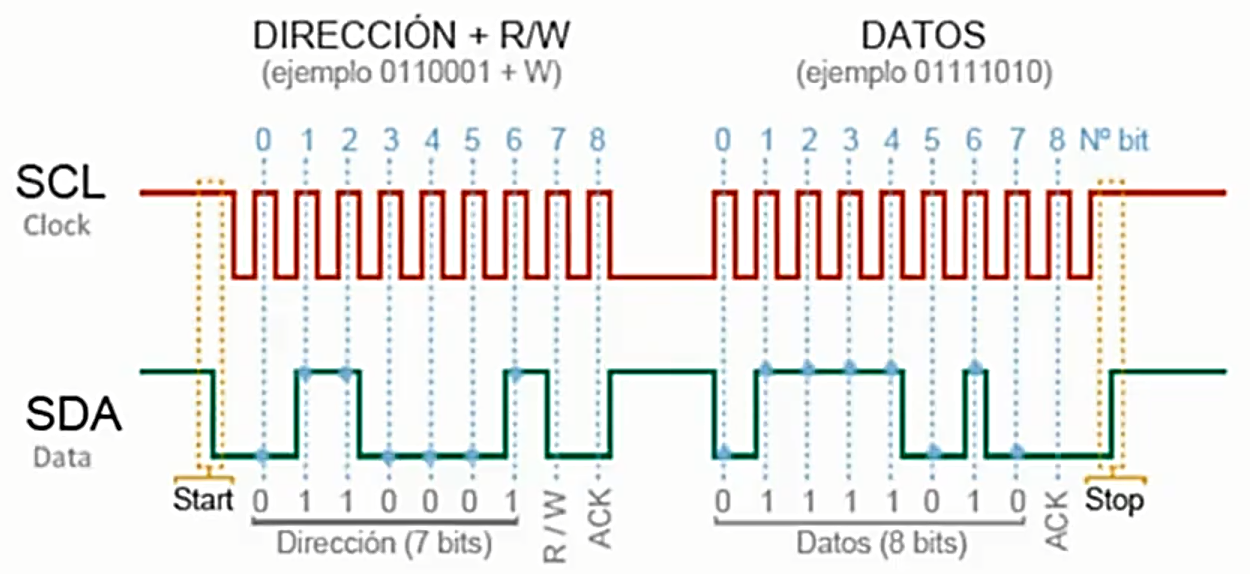 DIRECCIÓN + R/W
(ejemplo 0110001 + W)
DATOS
(ejemplo 01111010)
0 1 2 3 4 5 6 7 8
0 1 2 3 4 5 6 7 8 Nº bit
SCL
Clock
SDA
Data
Start
0 1 1 0 0 0 1 R / W ACK
Dirección (7 bits)
0 1 1 1 1 0 1 0 ACK
Datos (8 bits)
Stop